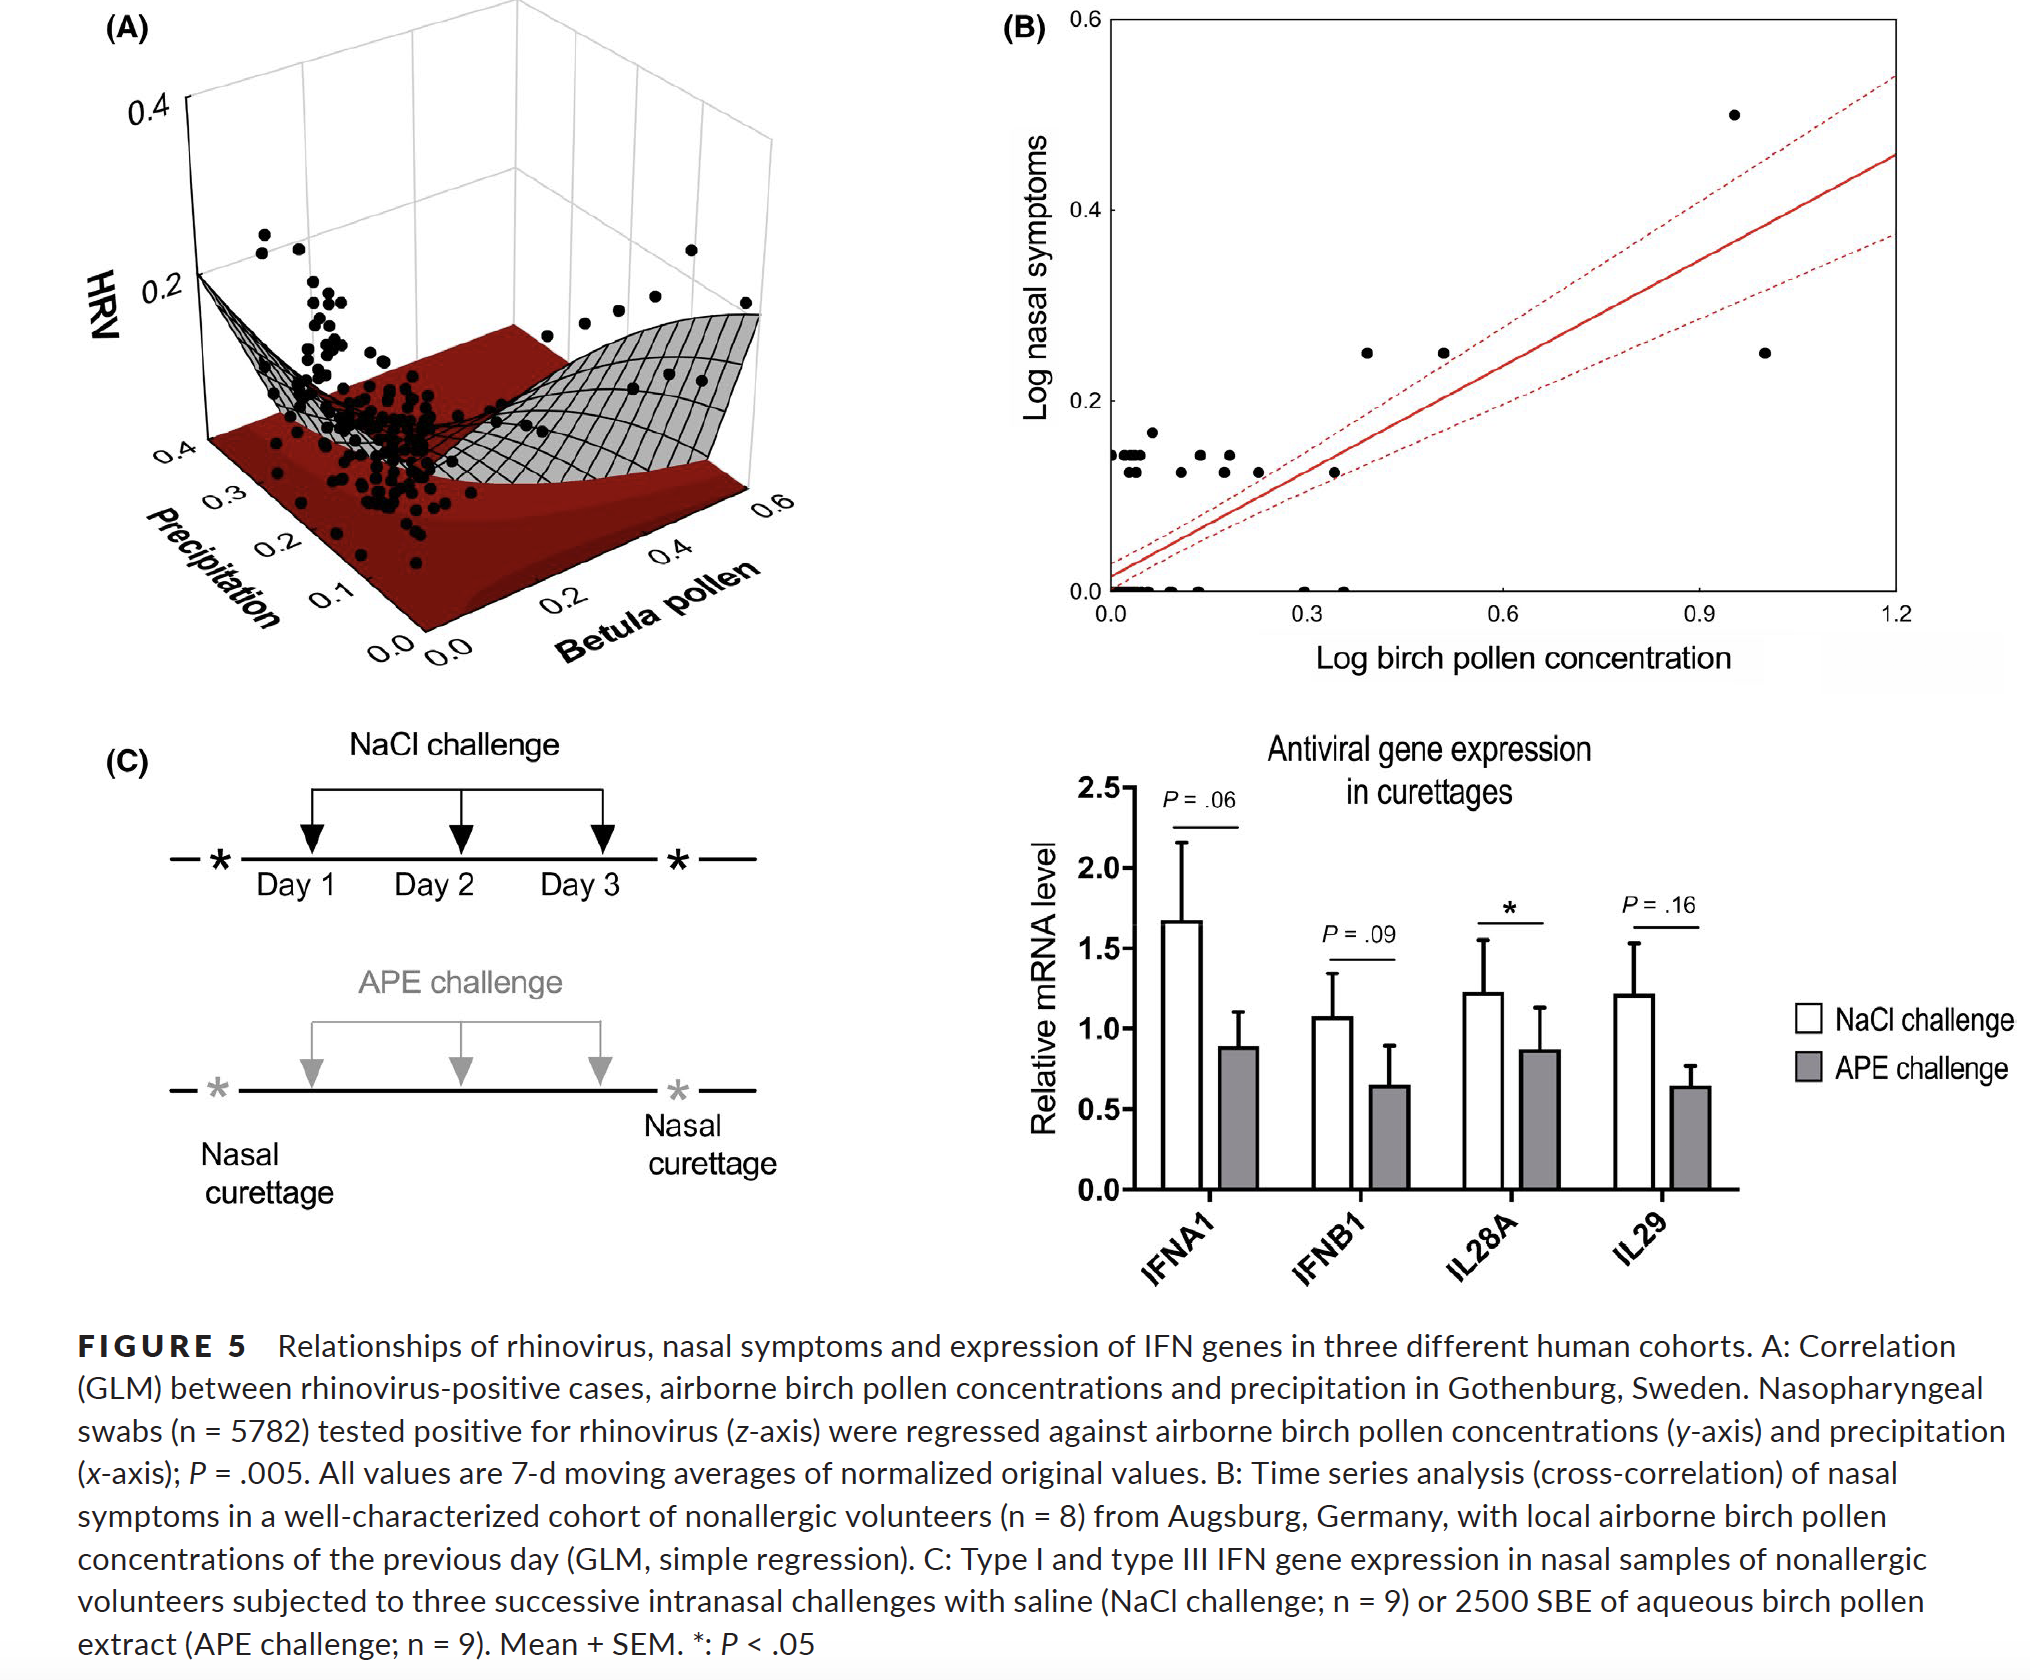 (A)
0.4
0.2
HRV
0.4
0.3
0.2
0.1
0.0
Precipitation
0.0
0.2
0.4
0.6
Betula pollen
(B)
0.6
0.4
0.2
0.0
Log nasal symptoms
0.0 0.3 0.6 0.9 1.2
Log birch pollen concentration
(C)
NaCl challenge
* *
Day 1 Day 2 Day 3
APE challenge
* *
Nasal
curettage
Nasal
curettage
Antiviral gene expression
in curettages
2.5
2.0
1.5
1.0
0.5
0.0
Relative mRNA level
P = .06
P = .09
*
P = .16
IFNA1
IFNB1
IL28A
IL29
NaCl challenge
APE challenge
FIGURE 5 Relationships of rhinovirus, nasal symptoms and expression of IFN genes in three different human cohorts. A: Correlation
(GLM) between rhinovirus-positive cases, airborne birch pollen concentrations and precipitation in Gothenburg, Sweden. Nasopharyngeal
swabs (n = 5782) tested positive for rhinovirus (z-axis) were regressed against airborne birch pollen concentrations (y-axis) and precipitation
(x-axis); P = .005. All values are 7-d moving averages of normalized original values. B: Time series analysis (cross-correlation) of nasal
symptoms in a well-characterized cohort of nonallergic volunteers (n = 8) from Augsburg, Germany, with local airborne birch pollen
concentrations of the previous day (GLM, simple regression). C: Type I and type III IFN gene expression in nasal samples of nonallergic
volunteers subjected to three successive intranasal challenges with saline (NaCl challenge; n = 9) or 2500 SBE of aqueous birch pollen
extract (APE challenge; n = 9). Mean + SEM. *: P < .05